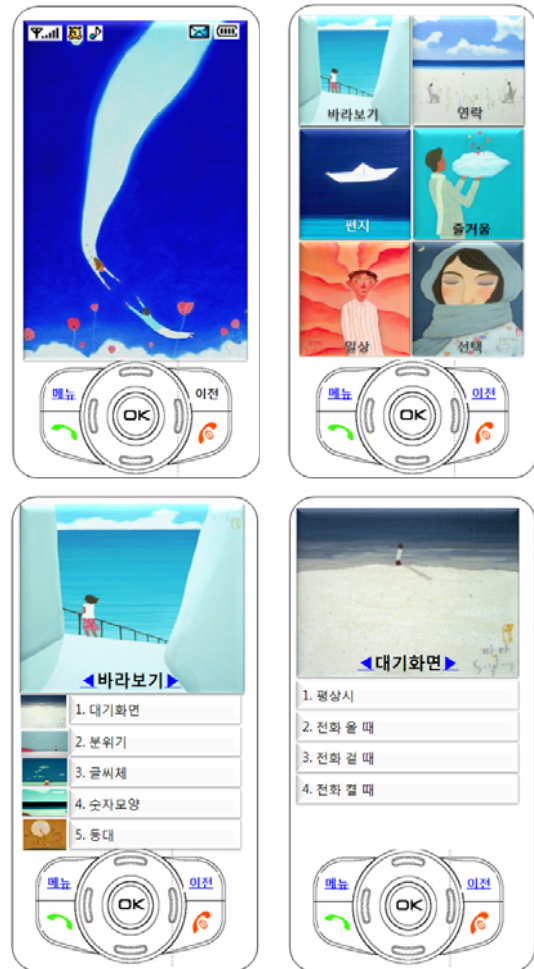 메뉴
이전
OK
바라보기
연락
편지
즐거움
일상
선택
메뉴
이전
OK
◀바라보기▶
1. 대기화면
2. 분위기
3. 글씨체
4. 숫자모양
5. 등대
메뉴
이전
OK
◀대기화면▶
1. 평상시
2. 전화 올 때
3. 전화 걸 때
4. 전화 켤 때
메뉴
이전
OK